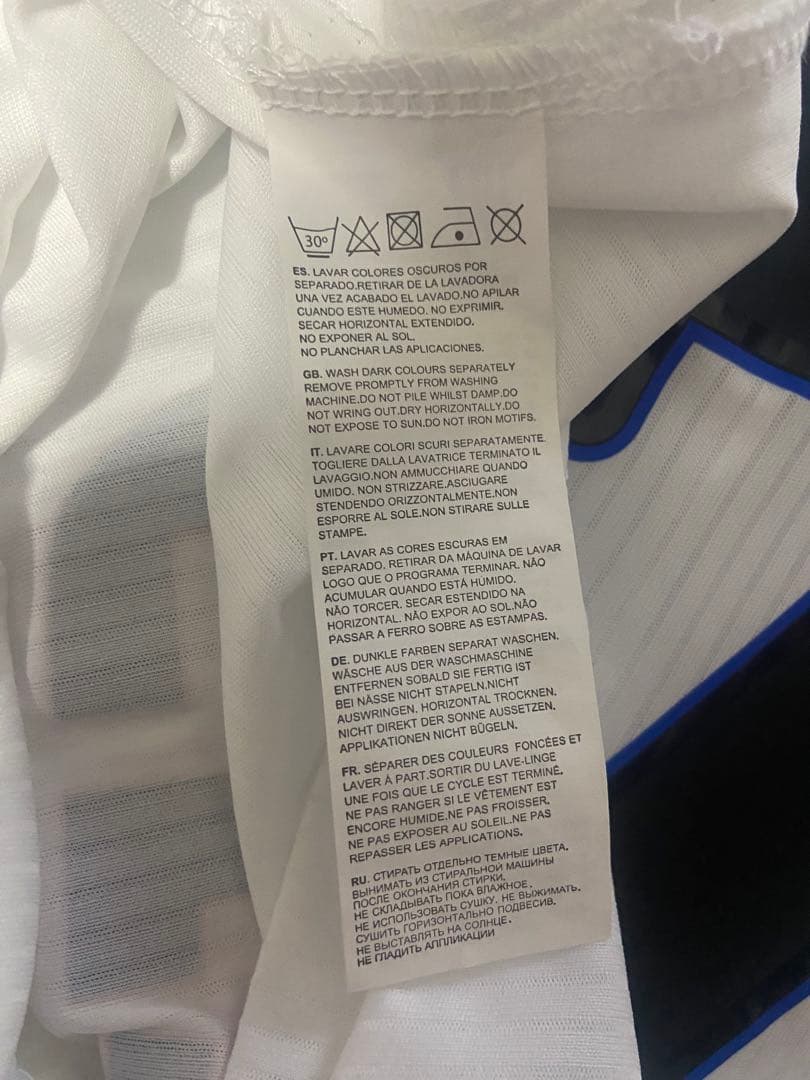 30º
ES. LAVAR COLORES OSCUROS POR
SEPARADO.RETIRAR DE LA LAVADORA
UNA VEZ ACABADO EL LAVADO.NO APILAR
CUANDO ESTE HUMEDO. NO EXPRIMIR.
SECAR HORIZONTAL EXTENDIDO.
NO EXPONER AL SOL.
NO PLANCHAR LAS APLICACIONES.
GB. WASH DARK COLOURS SEPARATELY
REMOVE PROMPTLY FROM WASHING
MACHINE.DO NOT PILE WHILST DAMP.DO
NOT WRING OUT.DRY HORIZONTALLY.DO
NOT EXPOSE TO SUN.DO NOT IRON MOTIFS.
IT. LAVARE COLORI SCURI SEPARATAMENTE.
TOGLIERE DALLA LAVATRICE TERMINATO IL
LAVAGGIO.NON AMMUCCHIARE QUANDO
UMIDO. NON STRIZZARE.ASCIUGARE
STENDENDO ORIZZONTALMENTE.NON
ESPORRE AL SOLE.NON STIRARE SULLE
STAMPE.
PT. LAVAR AS CORES ESCURAS EM
SEPARADO. RETIRAR DA MÁQUINA DE LAVAR
LOGO QUE O PROGRAMA TERMINAR. NÃO
ACUMULAR QUANDO ESTÁ HÚMIDO.
NÃO TORCER. SECAR ESTENDIDO NA
HORIZONTAL. NÃO EXPOR AO SOL.NÃO
PASSAR A FERRO SOBRE AS ESTAMPAS.
DE. DUNKLE FARBEN SEPARAT WASCHEN.
WÄSCHE AUS DER WASCHMASCHINE
ENTFERNEN SOBALD SIE FERTIG IST
BEI NÄSSE NICHT STAPELN.NICHT
AUSWRINGEN. HORIZONTAL TROCKNEN.
NICHT DIREKT DER SONNE AUSSETZEN.
APPLIKATIONEN NICHT BÜGELN.
FR. SÉPARER DES COULEURS FONCÉES ET
LAVER À PART.SORTIR DU LAVE-LINGE
UNE FOIS QUE LE CYCLE EST TERMINÉ.
NE PAS RANGER SI LE VÊTEMENT EST
ENCORE HUMIDE.NE PAS FROISSER.
NE PAS EXPOSER AU SOLEIL.NE PAS
REPASSER LES APPLICATIONS.
RU. СТИРАТЬ ОТДЕЛЬНО ТЕМНЫЕ ЦВЕТА.
ВЫНИМАТЬ ИЗ СТИРАЛЬНОЙ МАШИНЫ
ПОСЛЕ ОКОНЧАНИЯ СТИРКИ.
НЕ СКЛАДЫВАТЬ ПОКА ВЛАЖНОЕ.
НЕ ИСПОЛЬЗОВАТЬ СУШКУ. НЕ ВЫЖИМАТЬ.
СУШИТЬ ГОРИЗОНТАЛЬНО ПОДВЕСИВ.
НЕ ВЫСТАВЛЯТЬ НА СОЛНЦЕ.
НЕ ГЛАДИТЬ АППЛИКАЦИИ